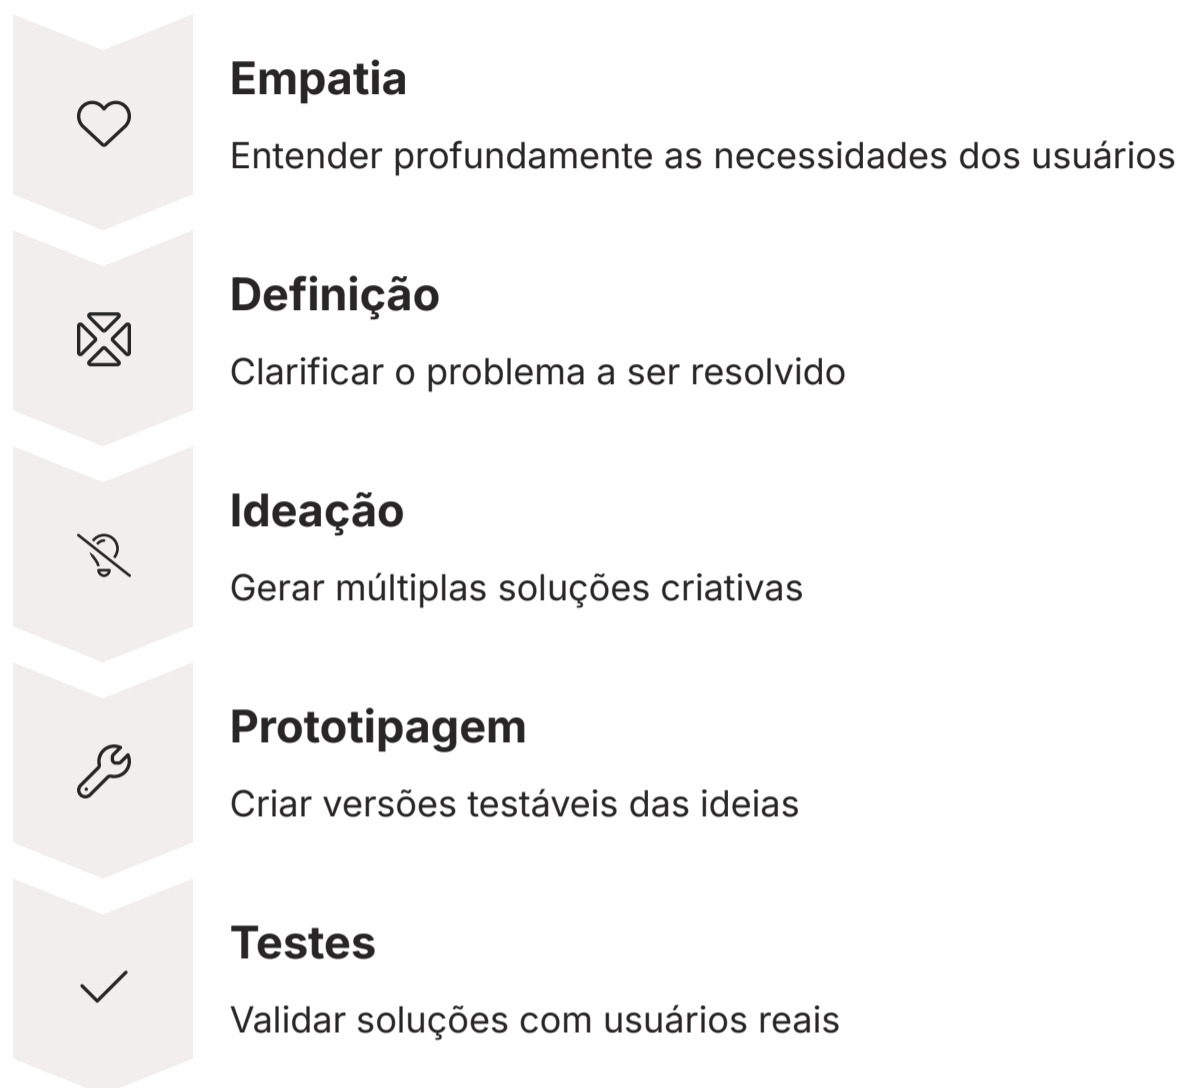 Empatia
Entender profundamente as necessidades dos usuários
Definição
Clarificar o problema a ser resolvido
Ideação
Gerar múltiplas soluções criativas
Prototipagem
Criar versões testáveis das ideias
Testes
Validar soluções com usuários reais